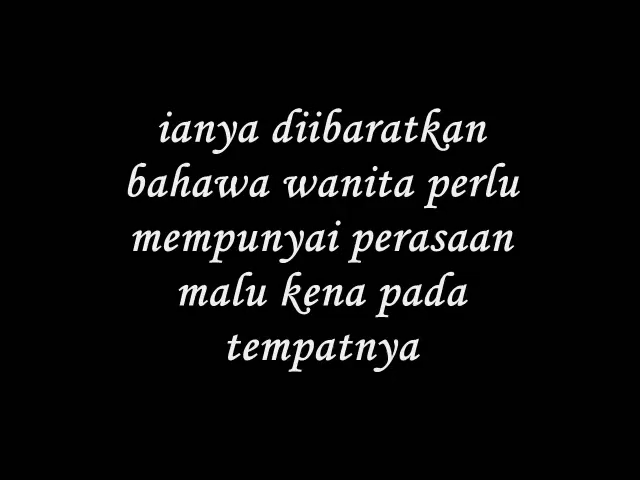 ianya diibaratkan
bahawa wanita perlu
mempunyai perasaan
malu kena pada
tempatnya